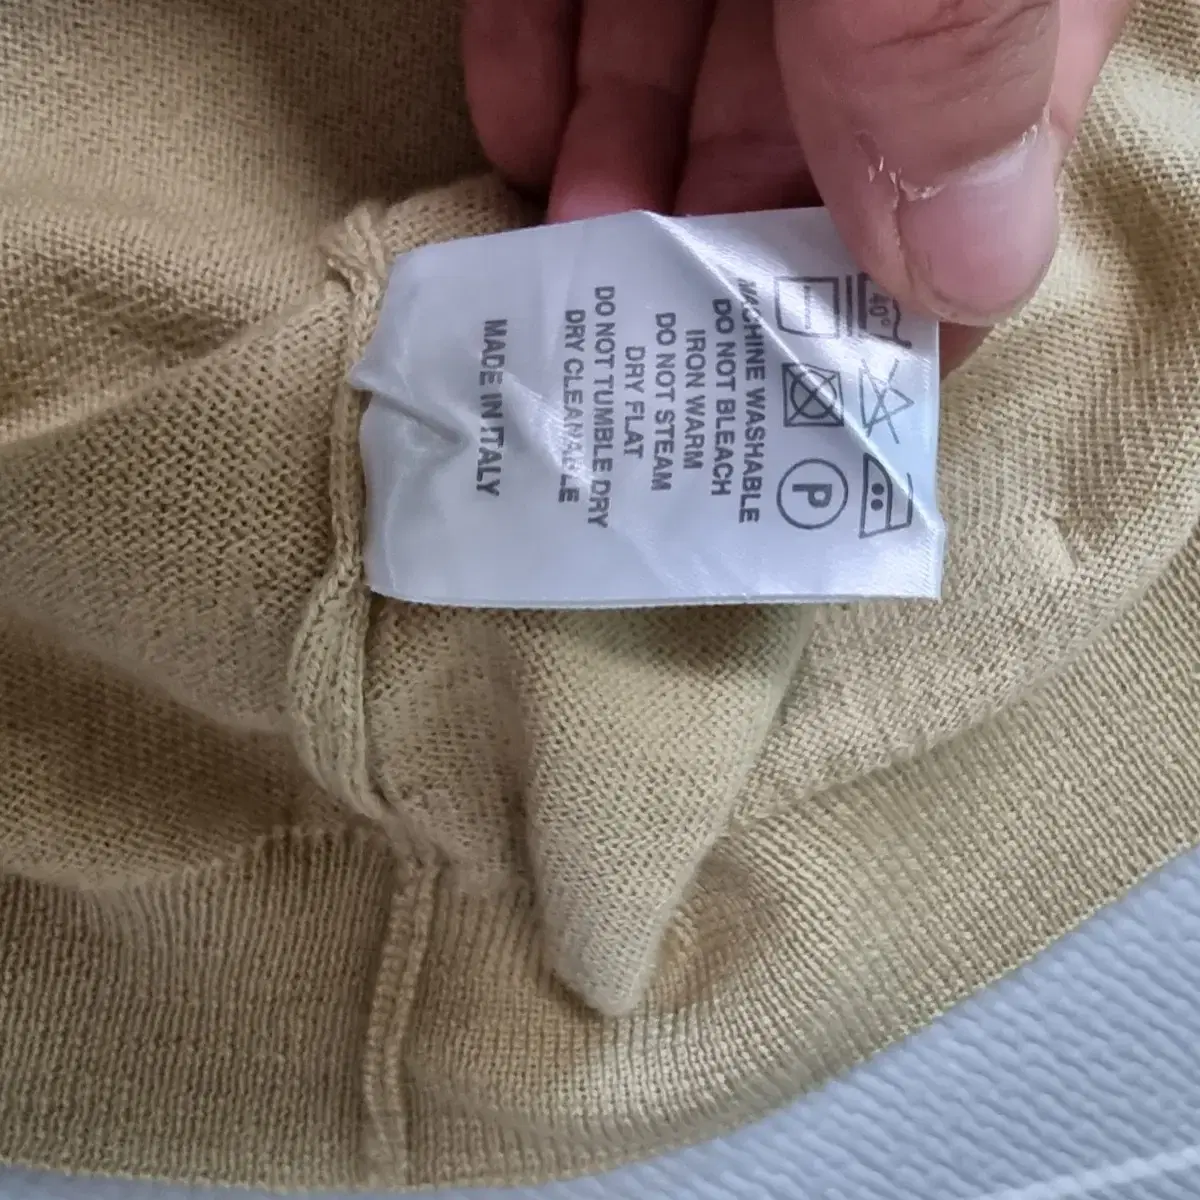 40°
P
MACHINE WASHABLE
DO NOT BLEACH
IRON WARM
DO NOT STEAM
DRY FLAT
DO NOT TUMBLE DRY
DRY CLEANABLE
MADE IN ITALY